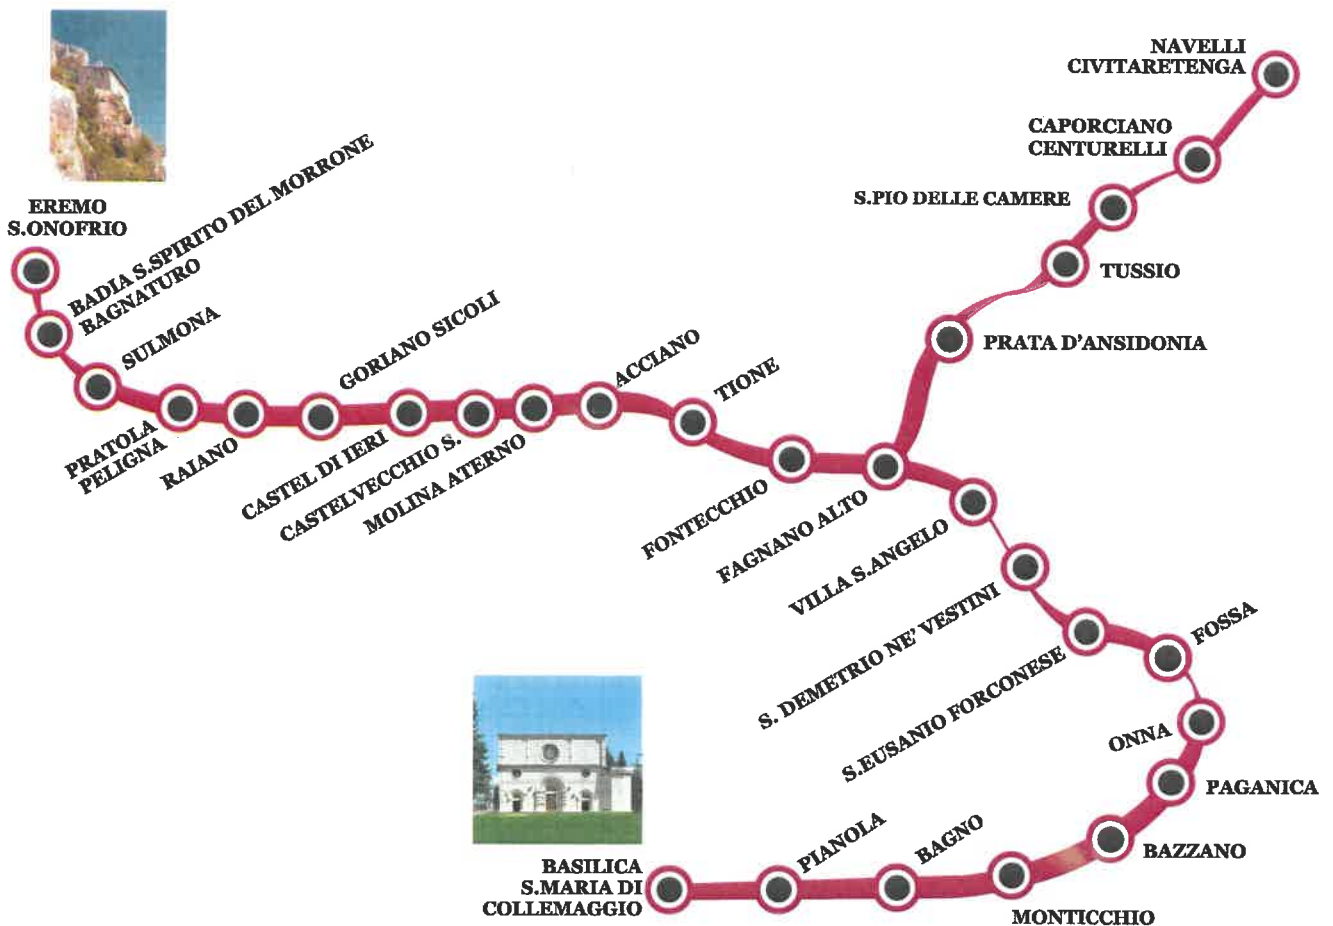 EREMO
S.ONOFRIO
BADIA S.SPIRITO DEL MORRONE
BAGNATURO
SULMONA
PRATOLA
PELIGNA
RAIANO
GORIANO SICOLI
CASTEL DI IERI
CASTELVECCHIO S.
MOLINA ATERNO
ACCIANO
TIONE
FONTECCHIO
FAGNANO ALTO
NAVELLI
CIVITARETENGA
CAPORCIANO
CENTURELLI
S.PIO DELLE CAMERE
TUSSIO
PRATA D'ANSIDONIA
VILLA S.ANGELO
S. DEMETRIO NE' VESTINI
S.EUSANIO FORCONESE
FOSSA
ONNA
PAGANICA
BAZZANO
MONTICCHIO
BAGNO
PIANOLA
BASILICA
S.MARIA DI
COLLEMAGGIO